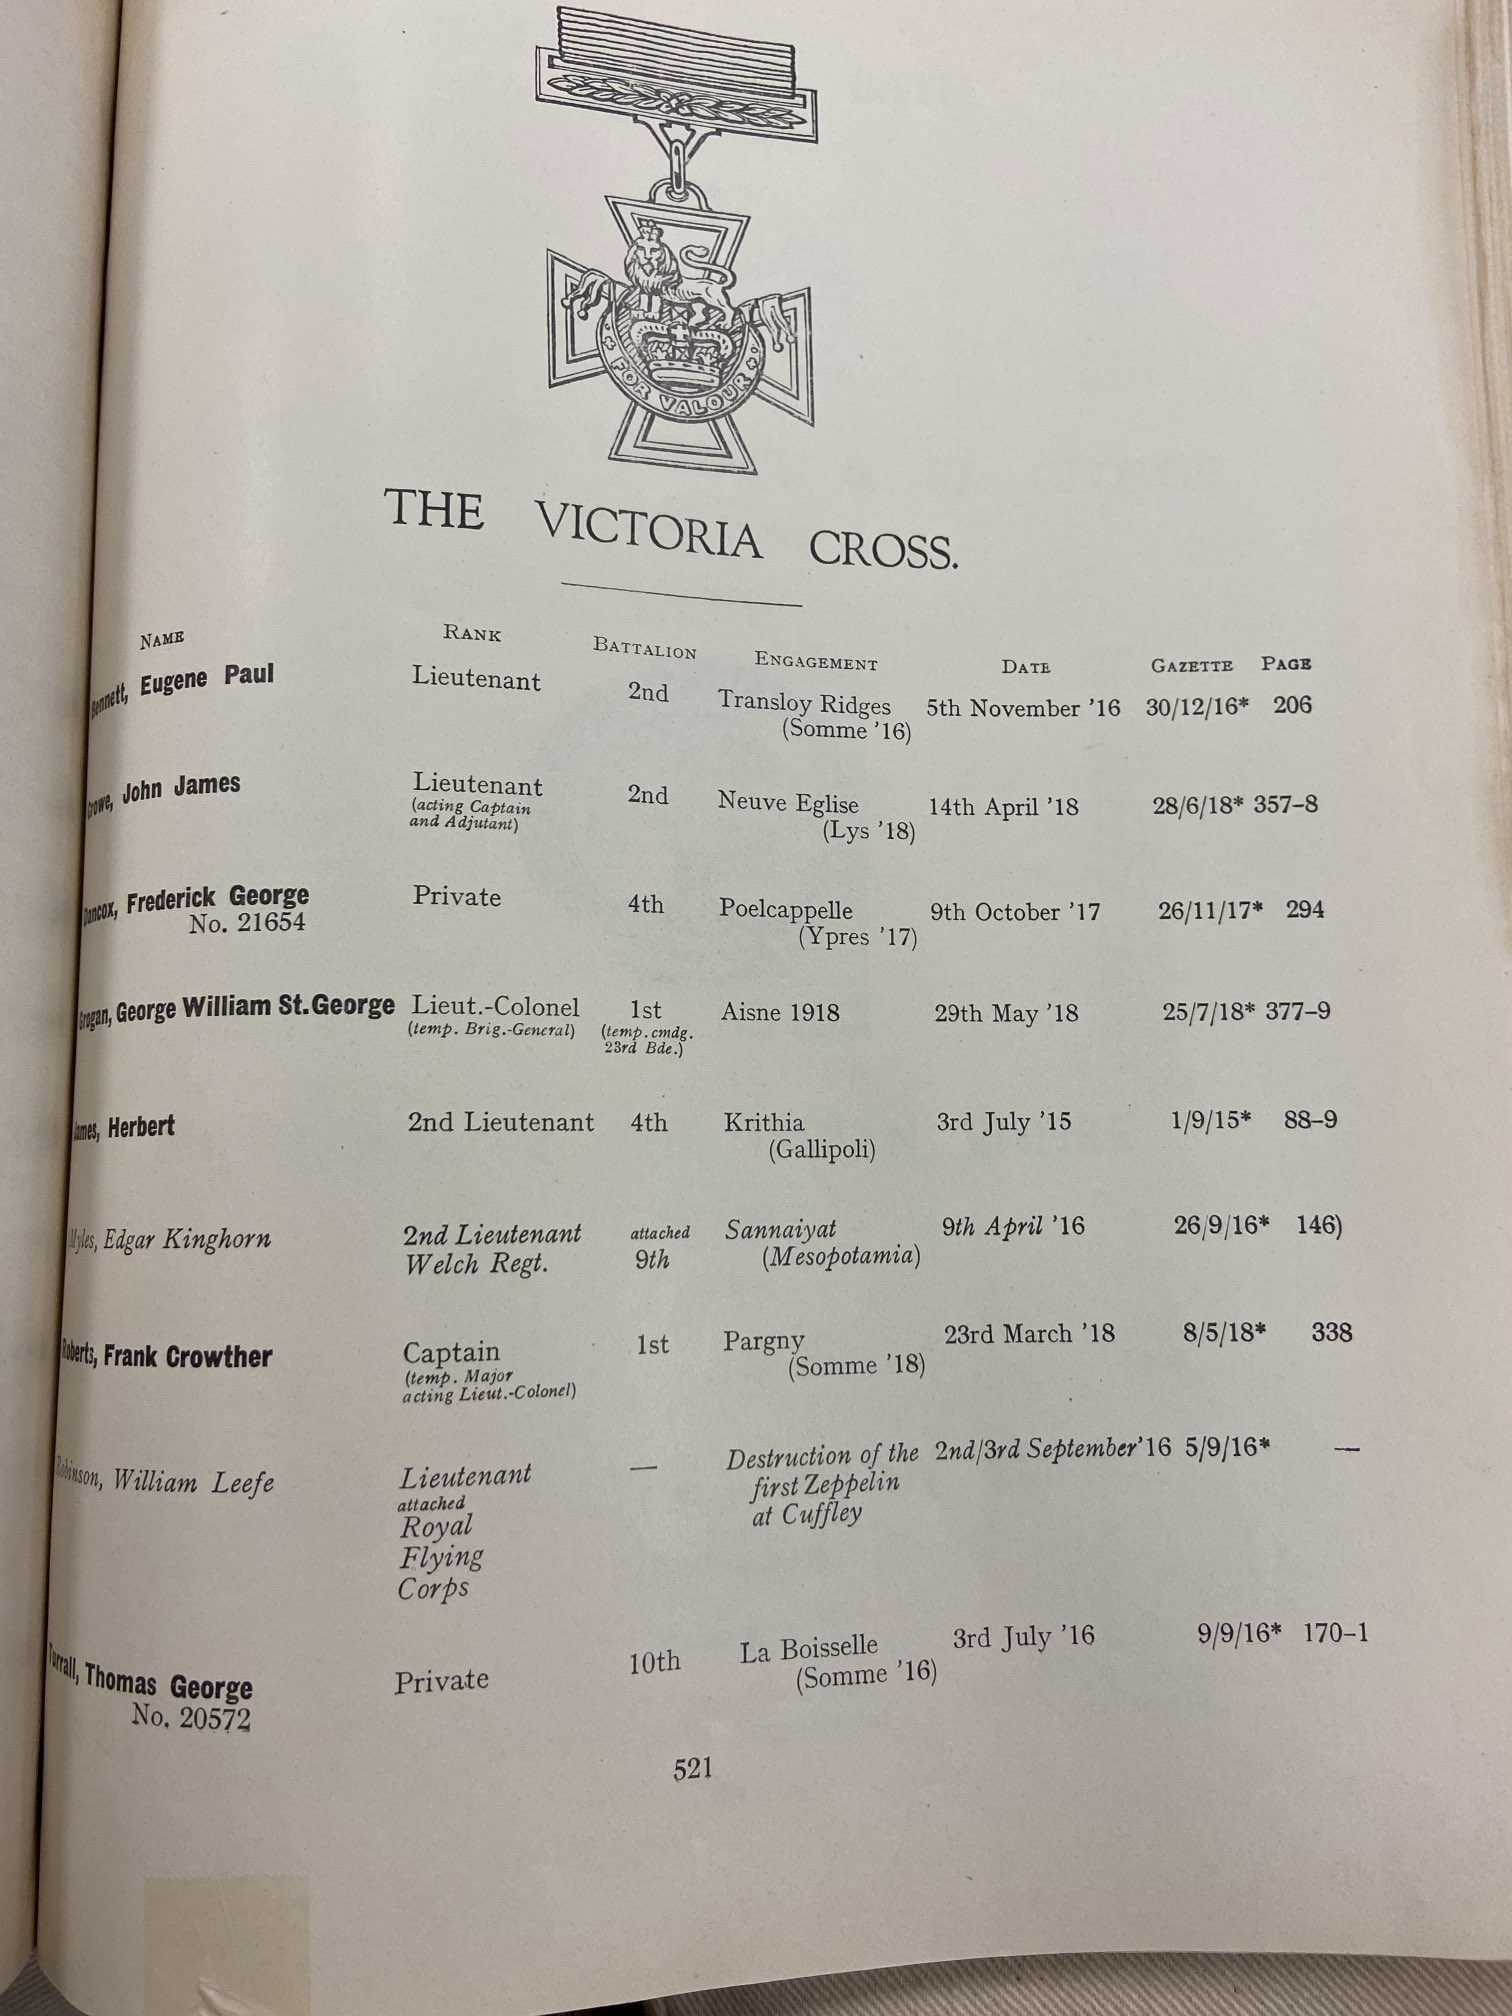 FOR VALOUR
THE VICTORIA CROSS.
NAME RANK BATTALION ENGAGEMENT DATE GAZETTE PAGE
Bennett, Eugene Paul Lieutenant 2nd Transloy Ridges 5th November '16 30/12/16* 206
(Somme '16)
Crowe, John James Lieutenant 2nd Neuve Eglise 14th April '18 28/6/18* 357–8
(acting Captain (Lys '18)
and Adjutant)
Dancox, Frederick George Private 4th Poelcappelle 9th October '17 26/11/17* 294
No. 21654 (Ypres '17)
Grogan, George William St.George Lieut.-Colonel 1st Aisne 1918 29th May '18 25/7/18* 377–9
(temp. Brig.-General) (temp. cmdg.
23rd Bde.)
James, Herbert 2nd Lieutenant 4th Krithia 3rd July '15 1/9/15* 88–9
(Gallipoli)
Myles, Edgar Kinghorn 2nd Lieutenant attached Sannaiyat 9th April '16 26/9/16* 146)
Welch Regt. 9th (Mesopotamia)
Roberts, Frank Crowther Captain 1st Pargny 23rd March '18 8/5/18* 338
(temp. Major (Somme '18)
acting Lieut.-Colonel)
Robinson, William Leefe Lieutenant — Destruction of the 2nd/3rd September'16 5/9/16* —
attached first Zeppelin
Royal at Cuffley
Flying
Corps
Turrall, Thomas George Private 10th La Boisselle 3rd July '16 9/9/16* 170–1
No. 20572 (Somme '16)
521